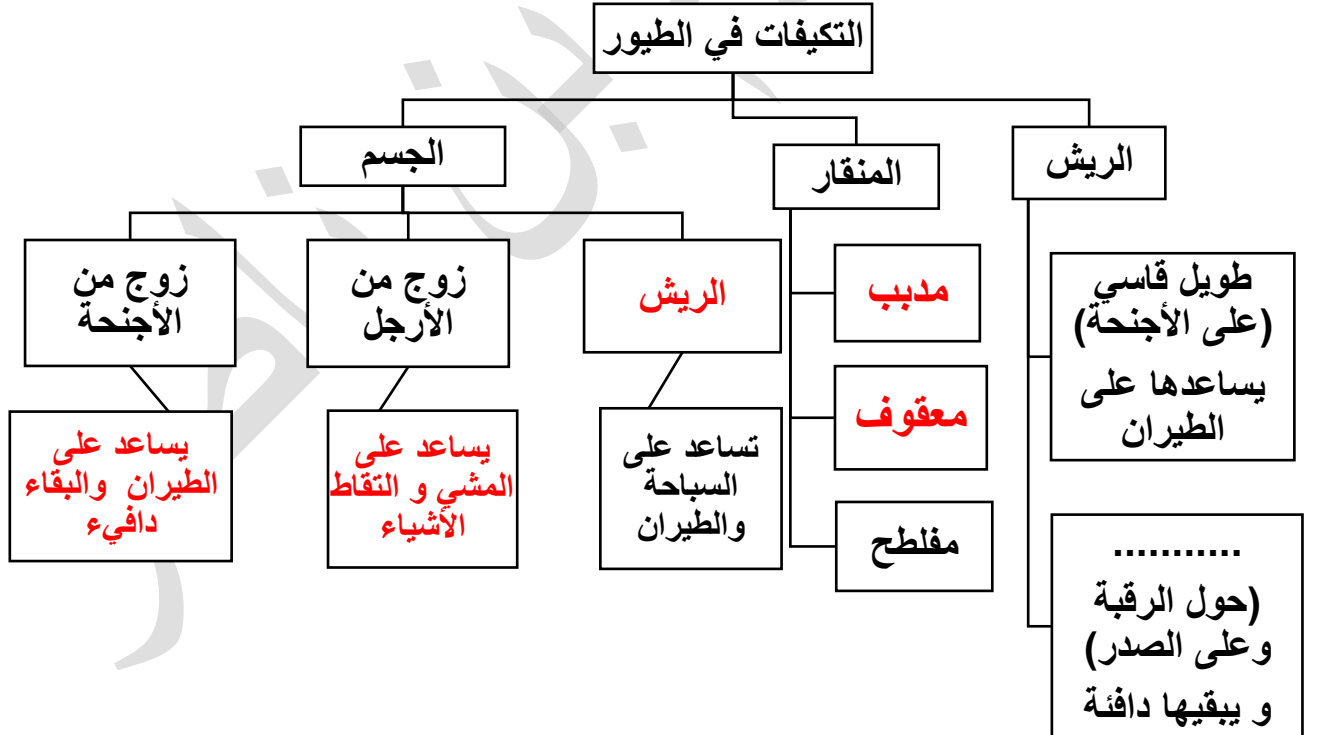 التكيفات في الطيور
الريش
المنقار
الجسم
طويل قاسي
(على الأجنحة)
يساعدها على
الطيران
...........
(حول الرقبة
وعلى الصدر)
و يبقيها دافئة
مدبب
معقوف
مفلطح
الريش
تساعد على
السباحة
والطيران
زوج من
الأرجل
يساعد على
المشي و التقاط
الأشياء
زوج من
الأجنحة
يساعد على
الطيران والبقاء
دافيء